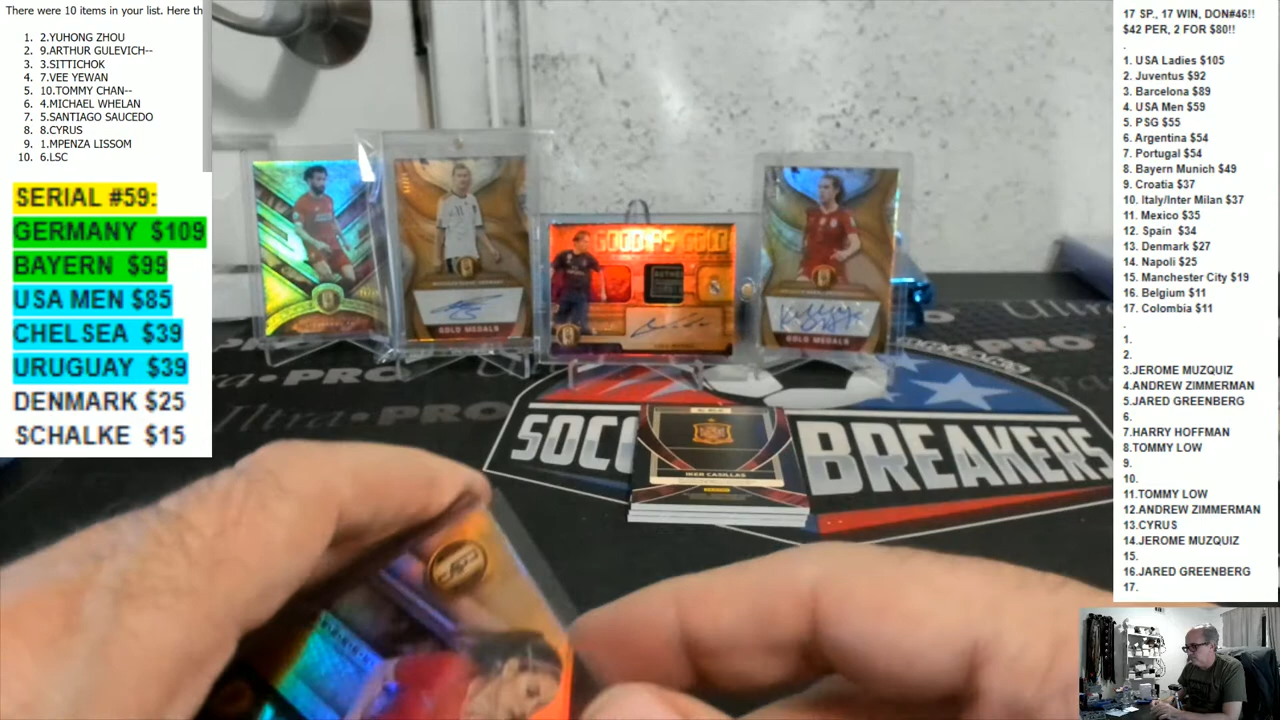 There were 10 items in your list. Here th
1. 2.YUHONG ZHOU
2. 9.ARTHUR GULEVICH--
3. 3.SITTICHOK
4. 7.VEE YEWAN
5. 10.TOMMY CHAN--
6. 4.MICHAEL WHELAN
7. 5.SANTIAGO SAUCEDO
8. 8.CYRUS
9. 1.MPENZA LISSOM
10. 6.LSC
SERIAL #59:
GERMANY $109
BAYERN $99
USA MEN $85
CHELSEA $39
URUGUAY $39
DENMARK $25
SCHALKE $15
GOOD AS GOLD
GOLD MEDALS
GOLD MEDALS
Ultra PRO
SOCC BREAKERS
IKER CASILLAS
17 SP., 17 WIN, DON#46!!
$42 PER, 2 FOR $80!!
.
1. USA Ladies $105
2. Juventus $92
3. Barcelona $89
4. USA Men $59
5. PSG $55
6. Argentina $54
7. Portugal $54
8. Bayern Munich $49
9. Croatia $37
10. Italy/Inter Milan $37
11. Mexico $35
12. Spain $34
13. Denmark $27
14. Napoli $25
15. Manchester City $19
16. Belgium $11
17. Colombia $11
.
1.
2.
3.JEROME MUZQUIZ
4.ANDREW ZIMMERMAN
5.JARED GREENBERG
6.
7.HARRY HOFFMAN
8.TOMMY LOW
9.
10.
11.TOMMY LOW
12.ANDREW ZIMMERMAN
13.CYRUS
14.JEROME MUZQUIZ
15.
16.JARED GREENBERG
17.